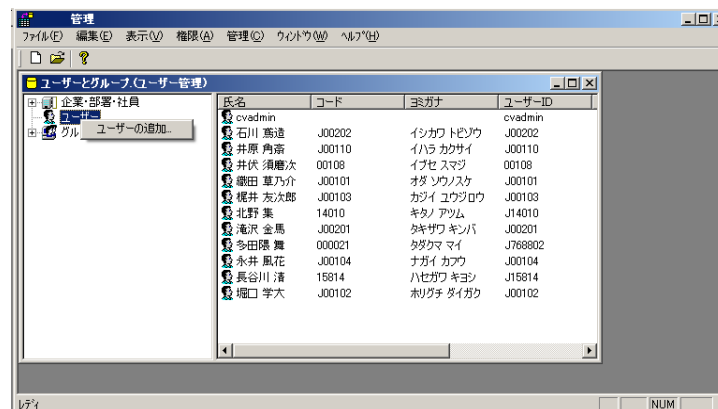 管理
ファイル(F) 編集(E) 表示(V) 権限(A) 管理(C) ウィンドウ(W) ヘルプ(H)
ユーザーとグループ.(ユーザー管理)
企業・部署・社員
ユーザー
グル
ユーザーの追加...
氏名 コード ヨミガナ ユーザーID
cvadmin cvadmin
石川 蔦造 J00202 イシカワ トビゾウ J00202
井原 角斎 J00110 イハラ カクサイ J00110
井伏 須磨次 00108 イブセ スマジ 00108
織田 草乃介 J00101 オダ ソウノスケ J00101
梶井 友次郎 J00103 カジイ ユウジロウ J00103
北野 集 14010 キタノ アツム J14010
滝沢 金馬 J00201 タキザワ キンバ J00201
多田隈 舞 000021 タダクマ マイ J768802
永井 風花 J00104 ナガイ カフウ J00104
長谷川 清 15814 ハセガワ キヨシ J15814
堀口 学大 J00102 ホリグチ ダイガク J00102
レディ NUM